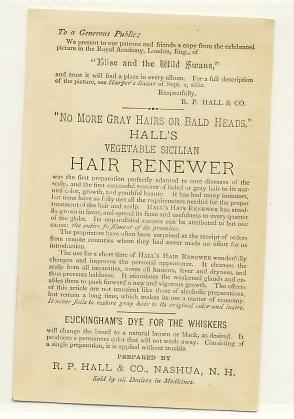 To a Generous Public:
We present to our patrons and friends a copy from the celebrated
picture in the Royal Academy, London, Eng., of
"Elise and the Wild Swans,"
and trust it will find a place in every album. For a full description
of the picture, see Harper's Bazar of Sept. 2, 1882.
Respectfully,
R. P. HALL & CO.
"NO MORE GRAY HAIRS OR BALD HEADS."
HALL'S
VEGETABLE SICILIAN
HAIR RENEWER
was the first preparation perfectly adapted to cure diseases of the
scalp, and the first successful restorer of faded or gray hair to its nat-
ural color, growth, and youthful beauty. It has had many imitators,
but none have so fully met all the requirements needed for the proper
treatment of the hair and scalp. HALL'S HAIR RENEWER has stead-
ily grown in favor, and spread its fame and usefulness to every quarter
of the globe. Its unparalleled success can be attributed to but one
cause: the entire fulfilment of its promises.
The proprietors have often been surprised at the receipt of orders
from remote countries where they had never made an effort for its
introduction.
The use for a short time of HALL'S HAIR RENEWER wonderfully
changes and improves the personal appearance. It cleanses the
scalp from all impurities, cures all humors, fever and dryness, and
thus prevents baldness. It stimulates the weakened glands and en-
ables them to push forward a new and vigorous growth. The effects
of this article are not transient like those of alcoholic preparations,
but remain a long time, which makes its use a matter of economy.
It never fails to restore gray hair to its original color and lustre.
BUCKINGHAM'S DYE FOR THE WHISKERS
will change the beard to a natural brown or black, as desired. It
produces a permanent color that will not wash away. Consisting of
a single preparation, it is applied without trouble.
PREPARED BY
R. P. HALL & CO., NASHUA, N. H.
Sold by all Dealers in Medicines.